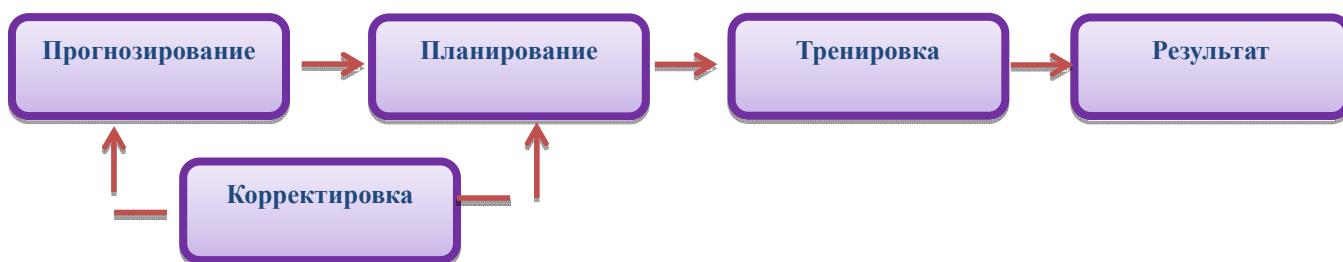 Прогнозирование
Планирование
Тренировка
Результат
Корректировка